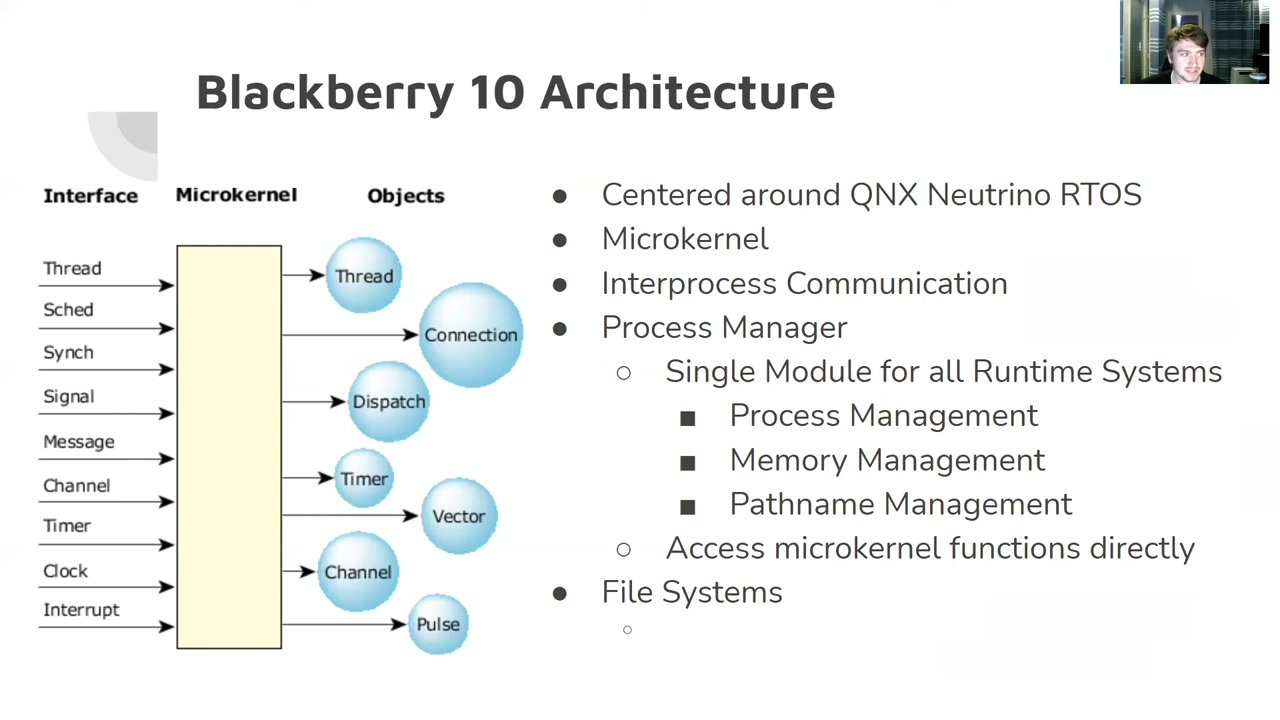 Blackberry 10 Architecture
Interface
Microkernel
Objects
Thread
Sched
Synch
Signal
Message
Channel
Timer
Clock
Interrupt
Thread
Connection
Dispatch
Timer
Vector
Channel
Pulse
● Centered around QNX Neutrino RTOS
● Microkernel
● Interprocess Communication
● Process Manager
○ Single Module for all Runtime Systems
■ Process Management
■ Memory Management
■ Pathname Management
○ Access microkernel functions directly
● File Systems
○